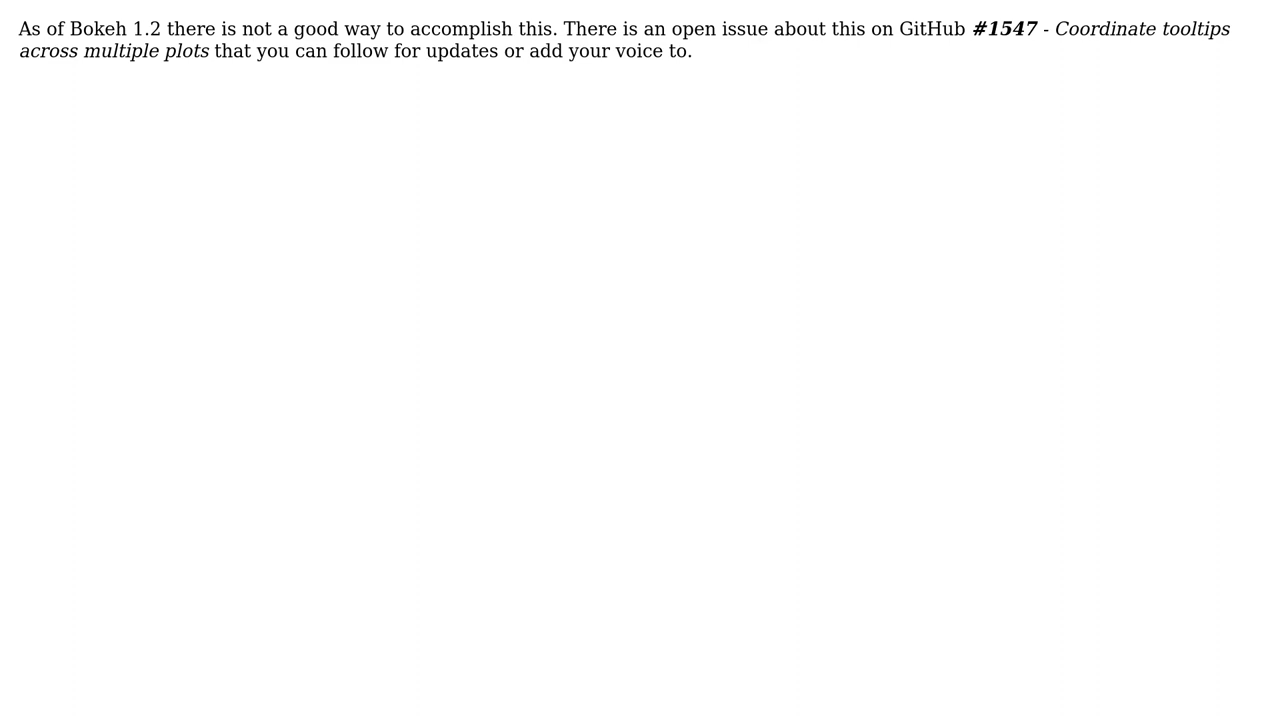 As of Bokeh 1.2 there is not a good way to accomplish this. There is an open issue about this on GitHub #1547 - Coordinate tooltips
across multiple plots that you can follow for updates or add your voice to.